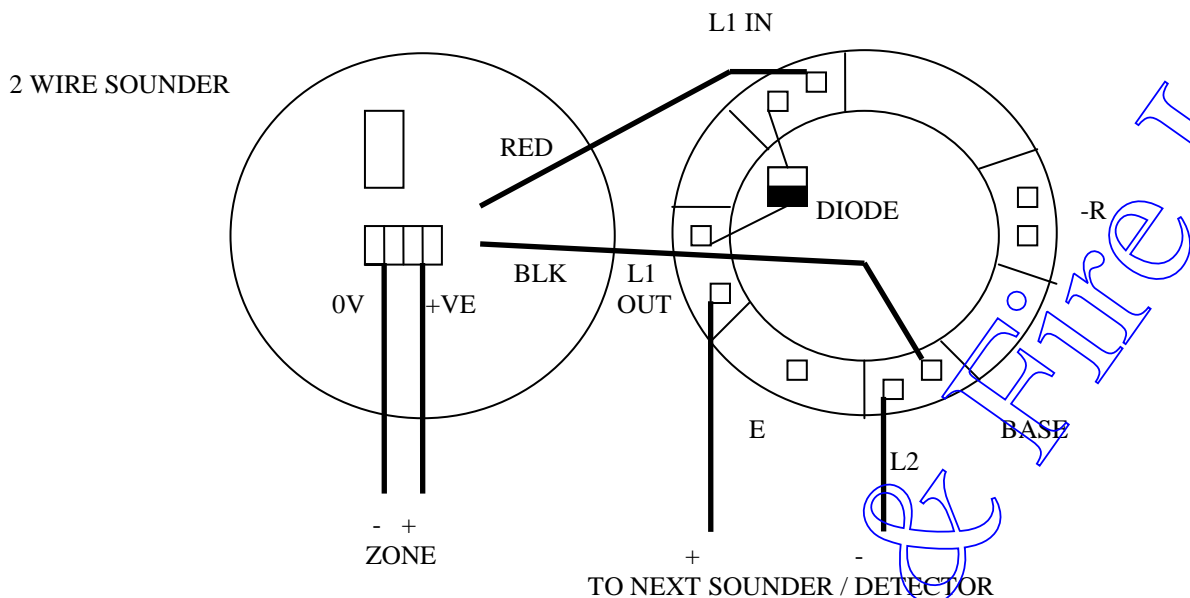 L1 IN
2 WIRE SOUNDER
RED
DIODE
-R
BLK
L1
OUT
0V
+VE
E
BASE
L2
- +
ZONE
+ -
TO NEXT SOUNDER / DETECTOR
& Fire